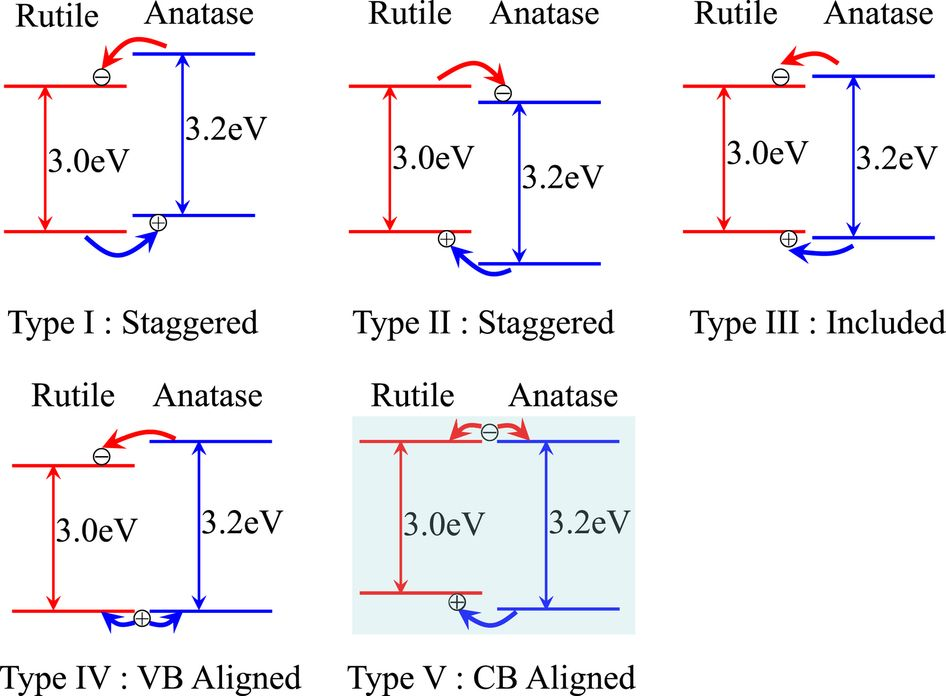 Rutile Anatase
⊖
3.0eV 3.2eV
⊕
Type I : Staggered
Rutile Anatase
⊖
3.0eV 3.2eV
⊕
Type II : Staggered
Rutile Anatase
⊖
3.0eV 3.2eV
⊕
Type III : Included
Rutile Anatase
⊖
3.0eV 3.2eV
⊕
Type IV : VB Aligned
Rutile Anatase
⊖
3.0eV 3.2eV
⊕
Type V : CB Aligned